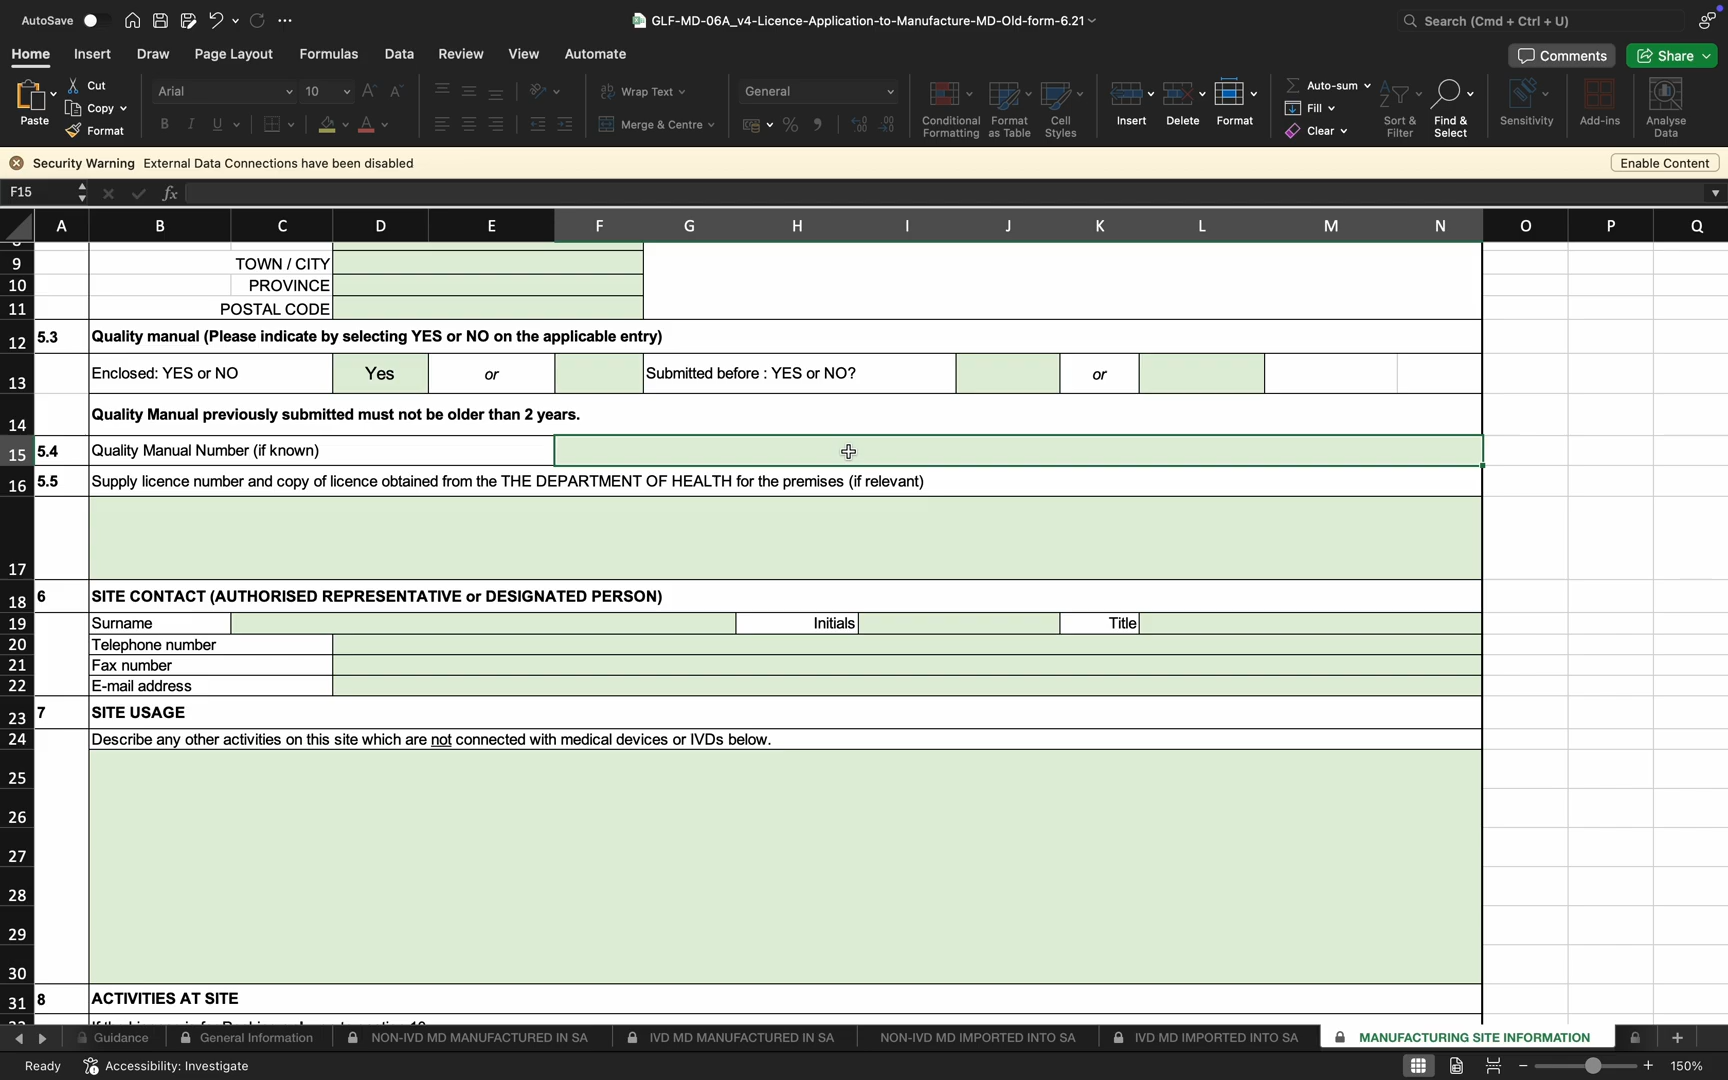 AutoSave
GLF-MD-06A_v4-Licence-Application-to-Manufacture-MD-Old-form-6.21
Search (Cmd + Ctrl + U)
Home Insert Draw Page Layout Formulas Data Review View Automate
Comments Share
Paste Cut Copy Format
Arial 10
B I U
Wrap Text
Merge & Centre
General
Conditional Formatting
Format as Table
Cell Styles
Insert Delete Format
Auto-sum
Fill
Clear
Sort & Filter
Find & Select
Sensitivity
Add-ins
Analyse Data
Security Warning External Data Connections have been disabled Enable Content
F15 fx
A B C D E F G H I J K L M N O P Q
9 TOWN / CITY
10 PROVINCE
11 POSTAL CODE
12 5.3 Quality manual (Please indicate by selecting YES or NO on the applicable entry)
13 Enclosed: YES or NO Yes or Submitted before : YES or NO? or
14 Quality Manual previously submitted must not be older than 2 years.
15 5.4 Quality Manual Number (if known)
16 5.5 Supply licence number and copy of licence obtained from the THE DEPARTMENT OF HEALTH for the premises (if relevant)
17
18 6 SITE CONTACT (AUTHORISED REPRESENTATIVE or DESIGNATED PERSON)
19 Surname Initials Title
20 Telephone number
21 Fax number
22 E-mail address
23 7 SITE USAGE
24 Describe any other activities on this site which are not connected with medical devices or IVDs below.
25
26
27
28
29
30
31 8 ACTIVITIES AT SITE
Guidance General Information NON-IVD MD MANUFACTURED IN SA IVD MD MANUFACTURED IN SA NON-IVD MD IMPORTED INTO SA IVD MD IMPORTED INTO SA MANUFACTURING SITE INFORMATION
Ready Accessibility: Investigate 150%